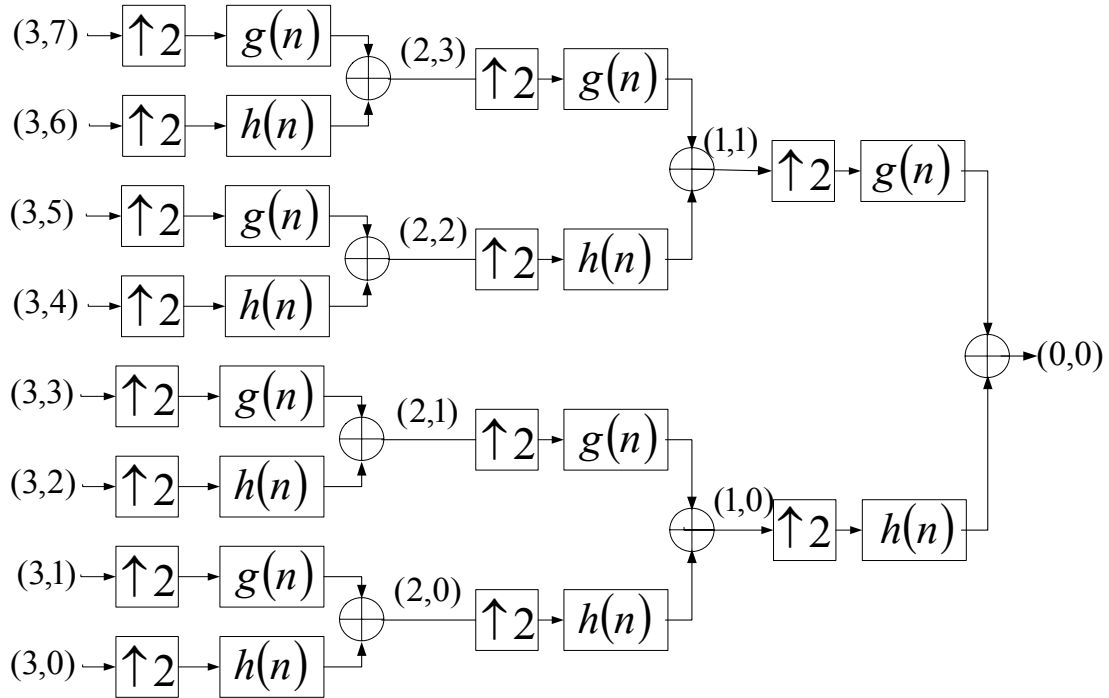 (3,7) ↑2 g(n) (2,3) ↑2 g(n)
(3,6) ↑2 h(n) (1,1) ↑2 g(n)
(3,5) ↑2 g(n) (2,2) ↑2 h(n)
(3,4) ↑2 h(n)
(0,0)
(3,3) ↑2 g(n) (2,1) ↑2 g(n)
(3,2) ↑2 h(n) (1,0) ↑2 h(n)
(3,1) ↑2 g(n) (2,0) ↑2 h(n)
(3,0) ↑2 h(n)